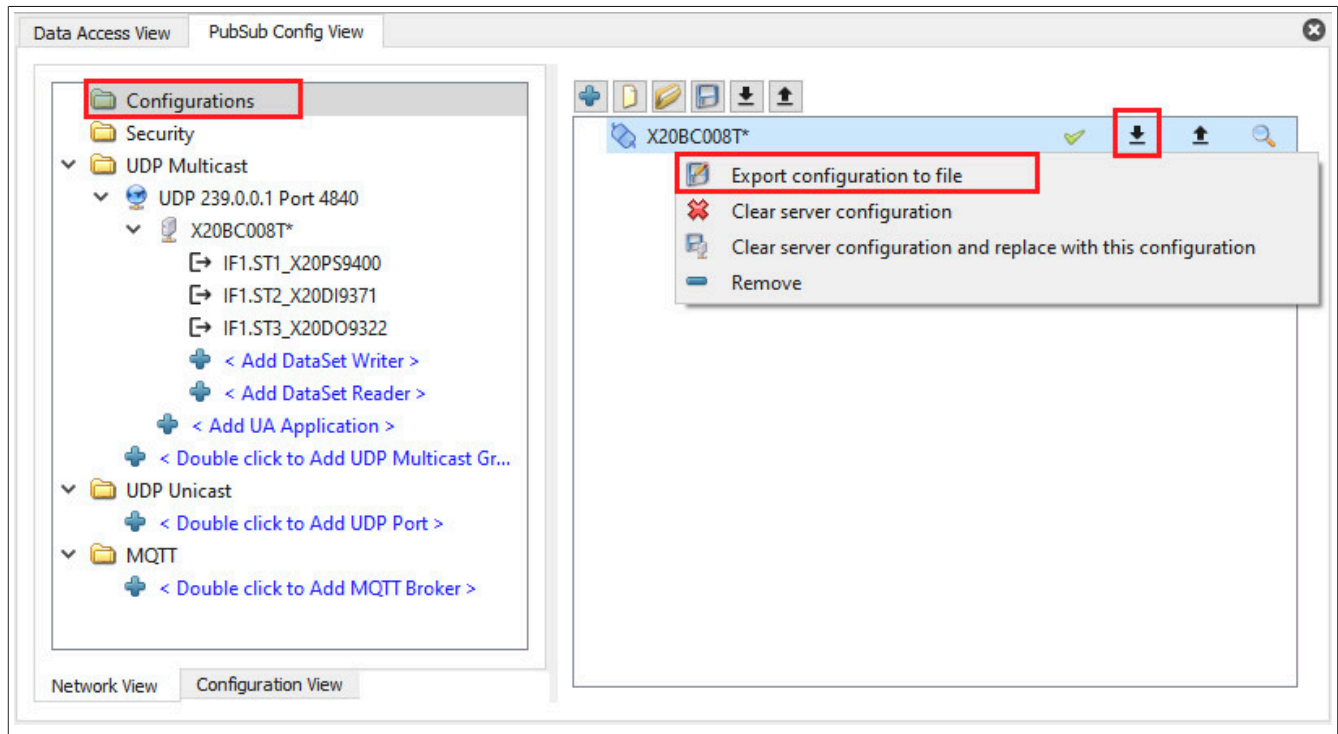 Data Access View
PubSub Config View
Configurations
Security
UDP Multicast
UDP 239.0.0.1 Port 4840
X20BC008T*
IF1.ST1_X20PS9400
IF1.ST2_X20DI9371
IF1.ST3_X20DO9322
< Add DataSet Writer >
< Add DataSet Reader >
< Add UA Application >
< Double click to Add UDP Multicast Gr...
UDP Unicast
< Double click to Add UDP Port >
MQTT
< Double click to Add MQTT Broker >
Network View
Configuration View
X20BC008T*
Export configuration to file
Clear server configuration
Clear server configuration and replace with this configuration
Remove